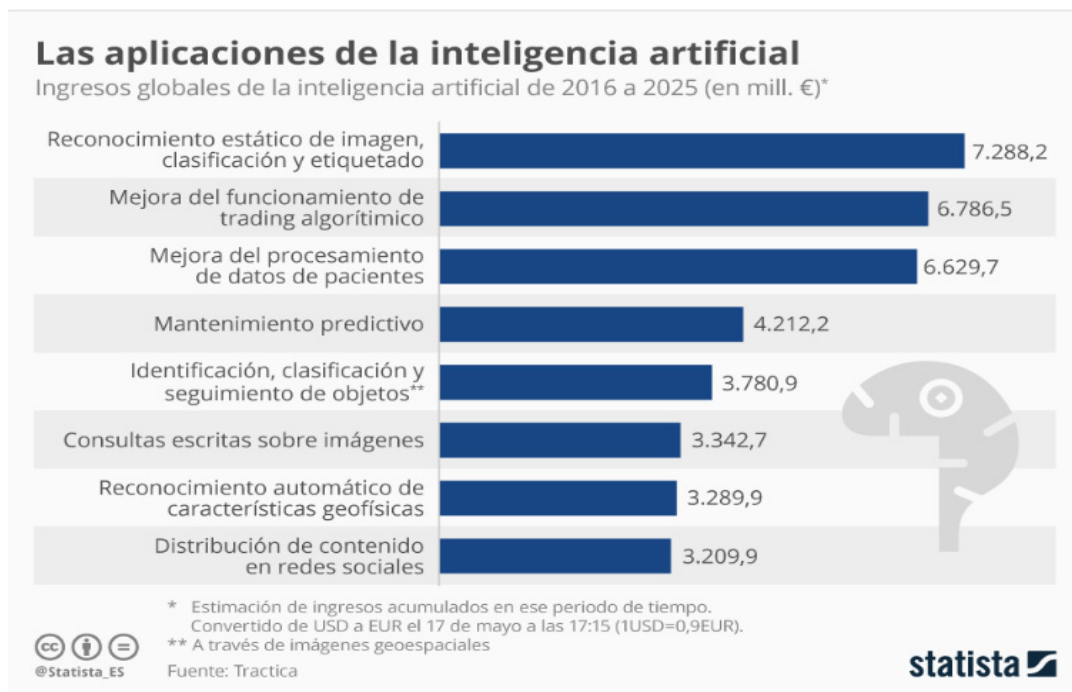 Las aplicaciones de la inteligencia artificial
Ingresos globales de la inteligencia artificial de 2016 a 2025 (en mill. €)*
Reconocimiento estático de imagen,
clasificación y etiquetado
7.288,2
Mejora del funcionamiento de
trading algorítimico
6.786,5
Mejora del procesamiento
de datos de pacientes
6.629,7
Mantenimiento predictivo
4.212,2
Identificación, clasificación y
seguimiento de objetos**
3.780,9
Consultas escritas sobre imágenes
3.342,7
Reconocimiento automático de
características geofísicas
3.289,9
Distribución de contenido
en redes sociales
3.209,9
* Estimación de ingresos acumulados en ese periodo de tiempo.
Convertido de USD a EUR el 17 de mayo a las 17:15 (1USD=0,9EUR).
** A través de imágenes geoespaciales
Fuente: Tractica
cc
@Statista_ES
statista